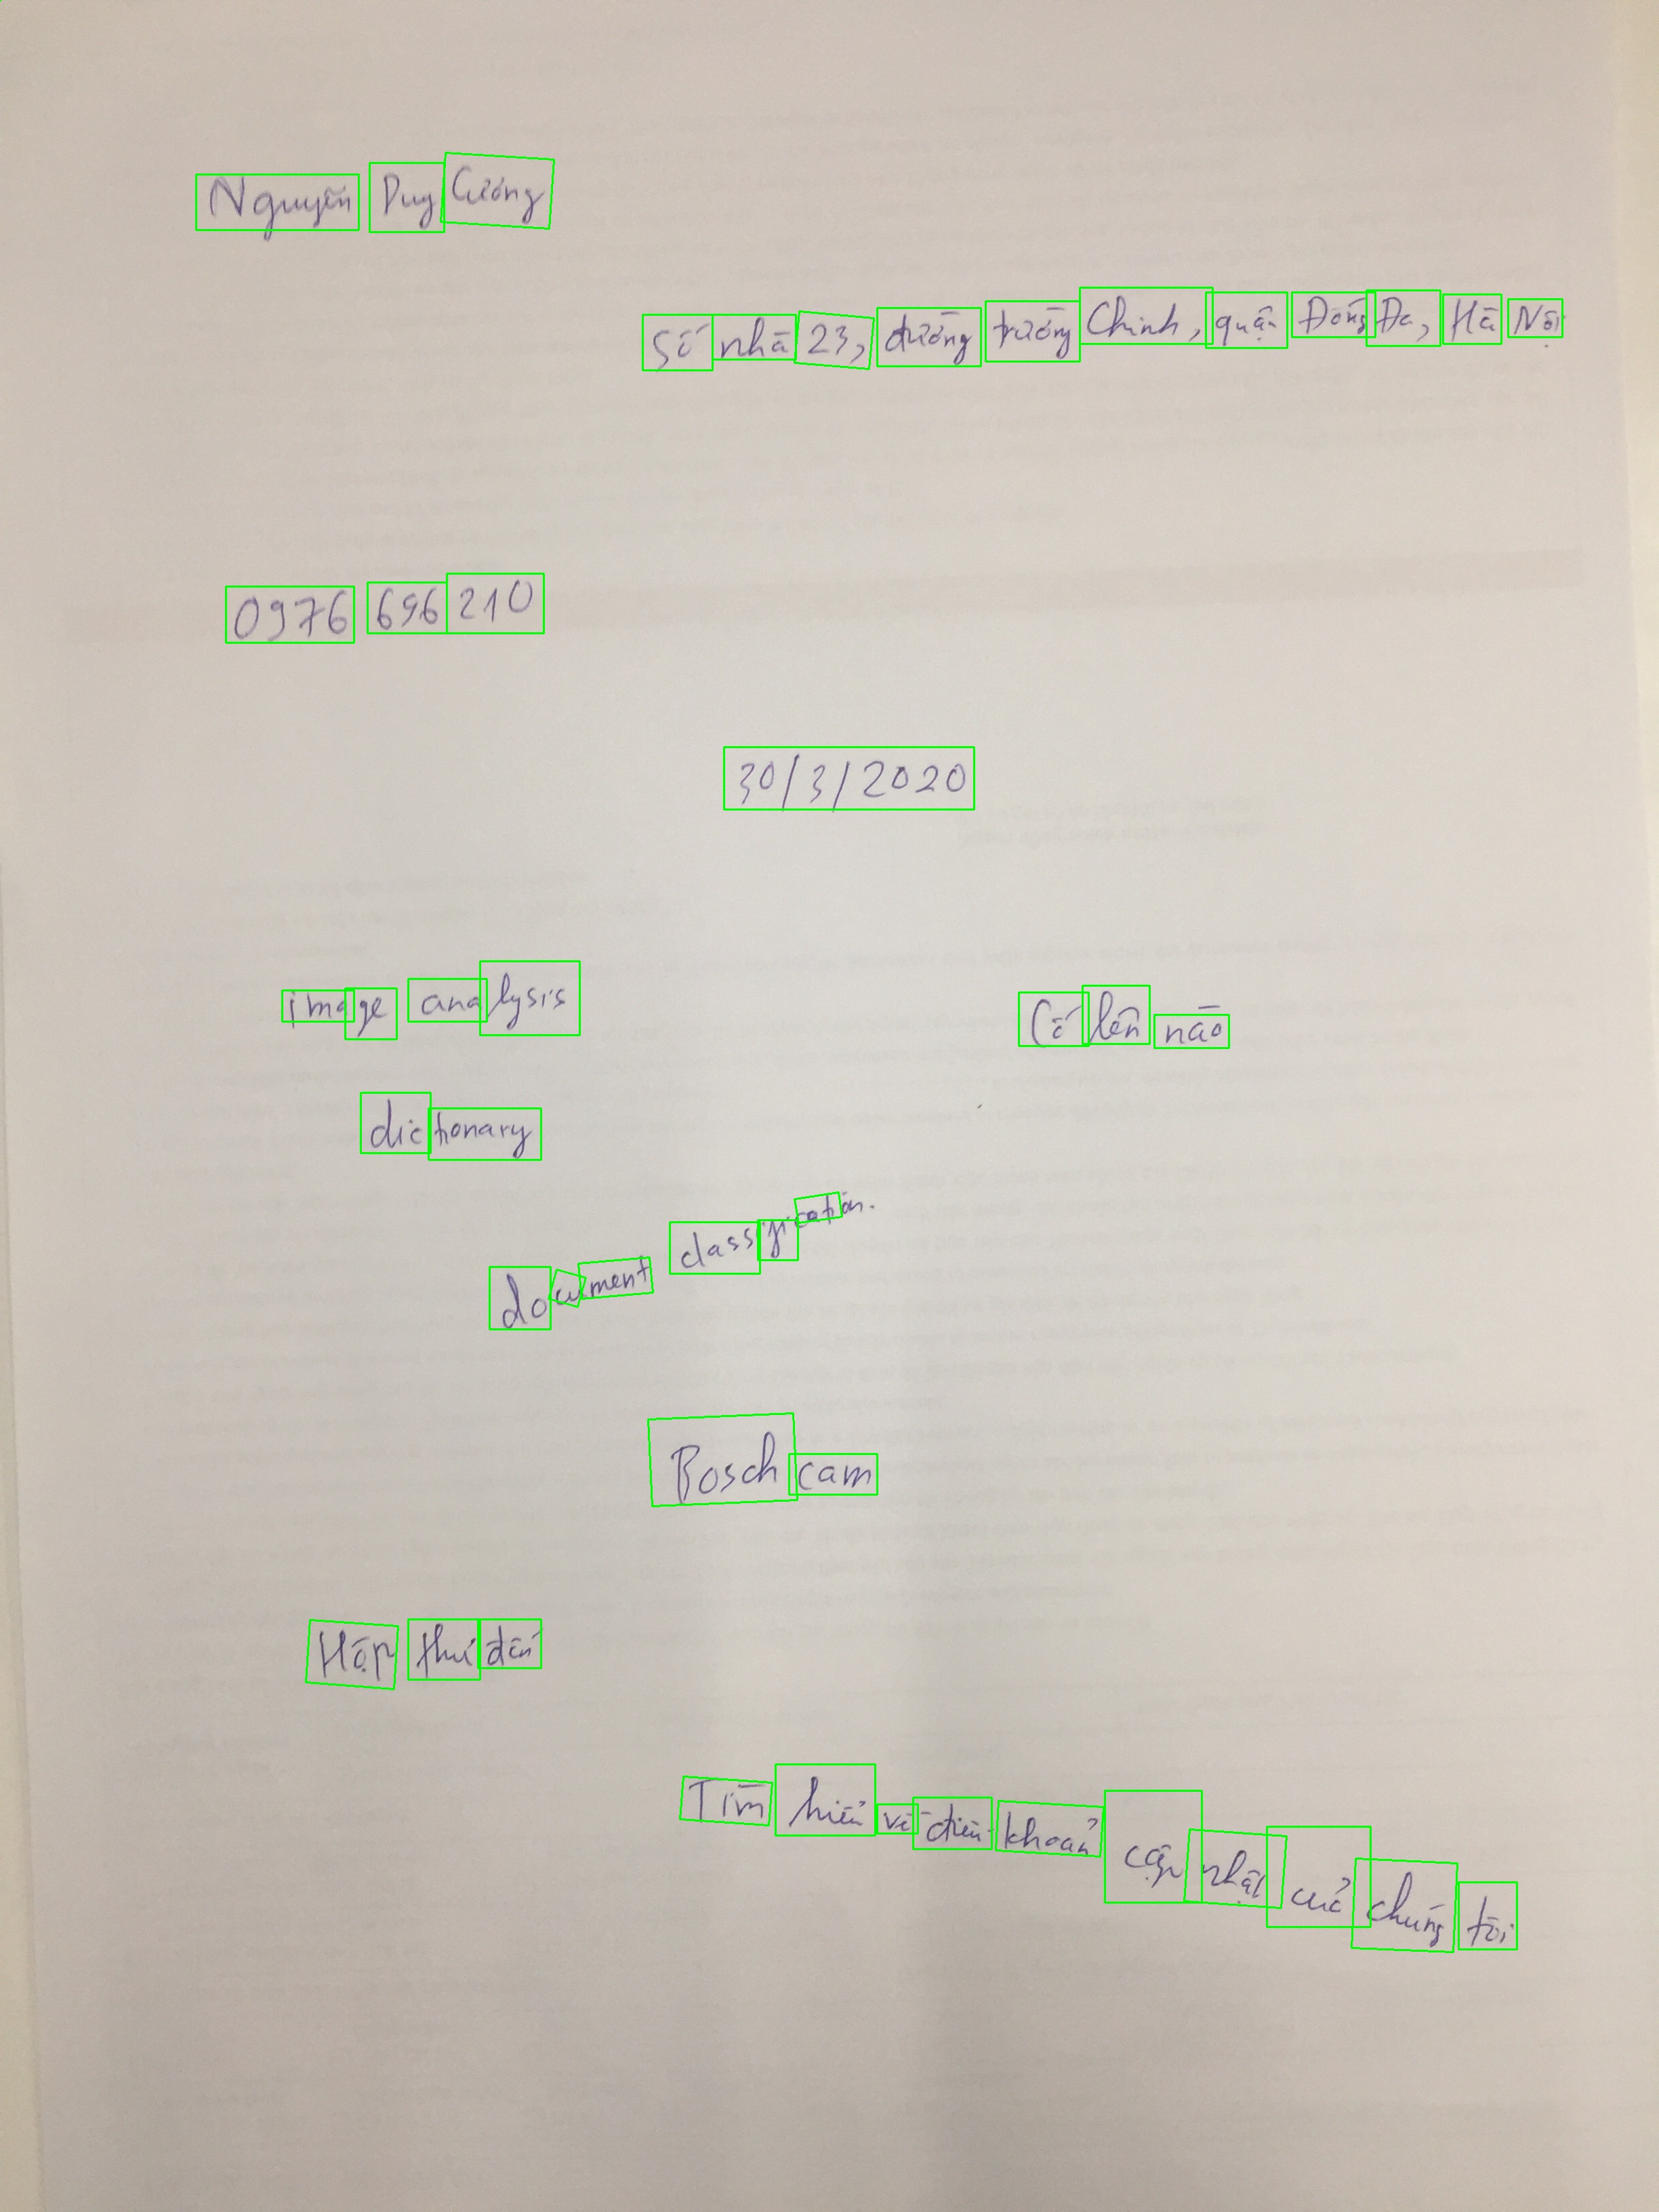 Nguyễn Duy Cường
Số nhà 23, đường trường Chinh, quận Đống Đa, Hà Nội
0976 696 210
30/3/2020
image analysis
Cố lên nào
dictionary
document classification.
Bosch cam
Hộp thư đến
Tìm hiểu về điều khoản cập nhật của chúng tôi